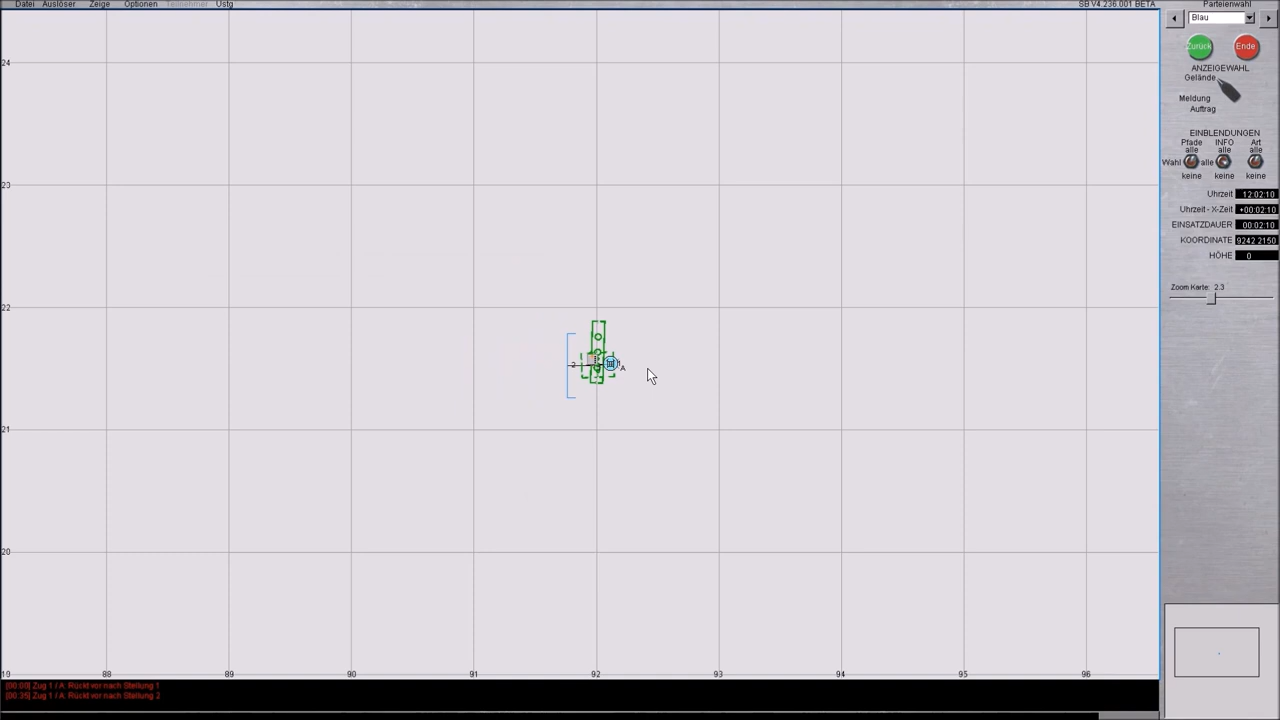 Datei Auslöser Zeige Optionen Teilnehmer Ustg SB V4.236.001 BETA Parteienwahl
Blau
Zurück Ende
ANZEIGEWAHL
Gelände
Meldung
Auftrag
EINBLENDUNGEN
Pfade INFO Art
alle alle alle
Wahl alle
keine keine keine
Uhrzeit 12:02:10
Uhrzeit - X-Zeit +00:02:10
EINSATZDAUER 00:02:10
KOORDINATE 9242 2150
HÖHE 0
Zoom Karte: 2.3
24
23
22
2 A
21
20
19 88 89 90 91 92 93 94 95 96
[00:00] Zug 1 / A: Rückt vor nach Stellung 1
[00:35] Zug 1 / A: Rückt vor nach Stellung 2